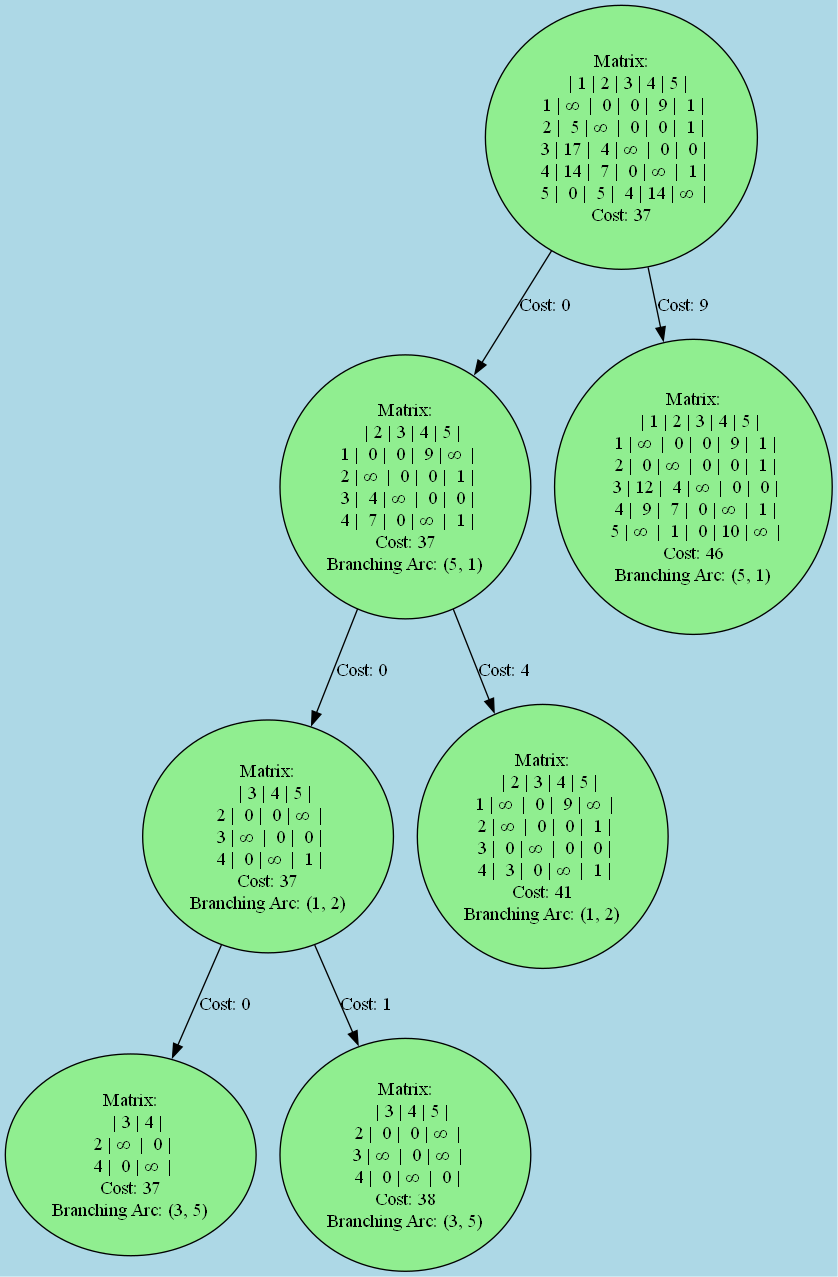 Matrix:
| 1 | 2 | 3 | 4 | 5 |
1 | ∞ | 0 | 0 | 9 | 1 |
2 | 5 | ∞ | 0 | 0 | 1 |
3 | 17 | 4 | ∞ | 0 | 0 |
4 | 14 | 7 | 0 | ∞ | 1 |
5 | 0 | 5 | 4 | 14 | ∞ |
Cost: 37
Cost: 0
Cost: 9
Matrix:
| 2 | 3 | 4 | 5 |
1 | 0 | 0 | 9 | ∞ |
2 | ∞ | 0 | 0 | 1 |
3 | 4 | ∞ | 0 | 0 |
4 | 7 | 0 | ∞ | 1 |
Cost: 37
Branching Arc: (5, 1)
Matrix:
| 1 | 2 | 3 | 4 | 5 |
1 | ∞ | 0 | 0 | 9 | 1 |
2 | 0 | ∞ | 0 | 0 | 1 |
3 | 12 | 4 | ∞ | 0 | 0 |
4 | 9 | 7 | 0 | ∞ | 1 |
5 | ∞ | 1 | 0 | 10 | ∞ |
Cost: 46
Branching Arc: (5, 1)
Cost: 0
Cost: 4
Matrix:
| 3 | 4 | 5 |
2 | 0 | 0 | ∞ |
3 | ∞ | 0 | 0 |
4 | 0 | ∞ | 1 |
Cost: 37
Branching Arc: (1, 2)
Matrix:
| 2 | 3 | 4 | 5 |
1 | ∞ | 0 | 9 | ∞ |
2 | ∞ | 0 | 0 | 1 |
3 | 0 | ∞ | 0 | 0 |
4 | 3 | 0 | ∞ | 1 |
Cost: 41
Branching Arc: (1, 2)
Cost: 0
Cost: 1
Matrix:
| 3 | 4 |
2 | ∞ | 0 |
4 | 0 | ∞ |
Cost: 37
Branching Arc: (3, 5)
Matrix:
| 3 | 4 | 5 |
2 | 0 | 0 | ∞ |
3 | ∞ | 0 | ∞ |
4 | 0 | ∞ | 0 |
Cost: 38
Branching Arc: (3, 5)